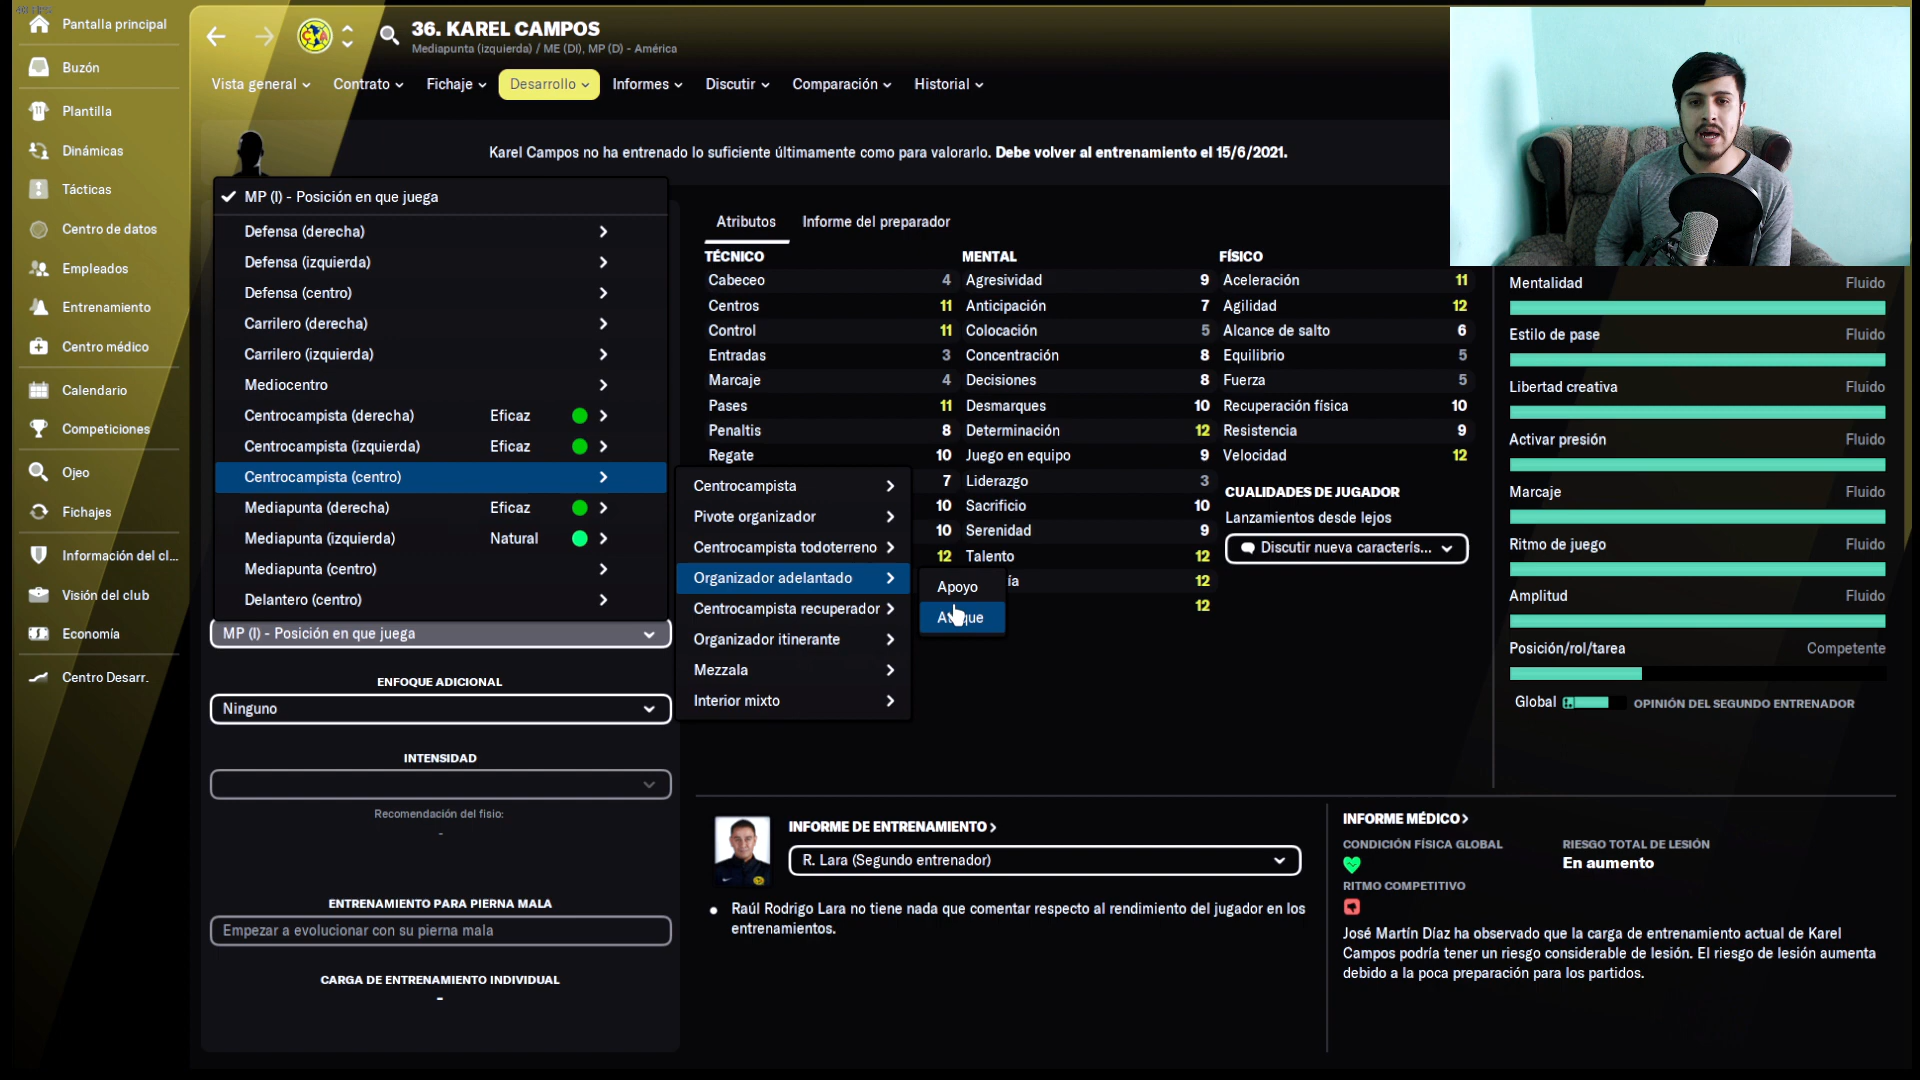 Pantalla principal
Buzón
Plantilla
Dinámicas
Tácticas
Centro de datos
Empleados
Entrenamiento
Centro médico
Calendario
Competiciones
Ojeo
Fichajes
Información del cl...
Visión del club
Economía
Centro Desarr.
36. KAREL CAMPOS
Mediapunta (izquierda) / ME (DI), MP (D) - América
Vista general
Contrato
Fichaje
Desarrollo
Informes
Discutir
Comparación
Historial
Karel Campos no ha entrenado lo suficiente últimamente como para valorarlo. Debe volver al entrenamiento el 15/6/2021.
MP (I) - Posición en que juega
Defensa (derecha)
Defensa (izquierda)
Defensa (centro)
Carrilero (derecha)
Carrilero (izquierda)
Mediocentro
Centrocampista (derecha) Eficaz
Centrocampista (izquierda) Eficaz
Centrocampista (centro)
Mediapunta (derecha) Eficaz
Mediapunta (izquierda) Natural
Mediapunta (centro)
Delantero (centro)
MP (I) - Posición en que juega
ENFOQUE ADICIONAL
Ninguno
INTENSIDAD
Recomendación del fisio:
-
ENTRENAMIENTO PARA PIERNA MALA
Empezar a evolucionar con su pierna mala
CARGA DE ENTRENAMIENTO INDIVIDUAL
-
Centrocampista
Pivote organizador
Centrocampista todoterreno
Organizador adelantado
Centrocampista recuperador
Organizador itinerante
Mezzala
Interior mixto
Apoyo
Atributos
Informe del preparador
TÉCNICO
Cabeceo 4
Centros 11
Control 11
Entradas 3
Marcaje 4
Pases 11
Penaltis 8
Regate 10
7
10
10
12
MENTAL
Agresividad 9
Anticipación 7
Colocación 5
Concentración 8
Decisiones 8
Desmarques 10
Determinación 12
Juego en equipo 9
Liderazgo 3
Sacrificio 10
Serenidad 9
Talento 12
ía 12
12
FÍSICO
Aceleración 11
Agilidad 12
Alcance de salto 6
Equilibrio 5
Fuerza 5
Recuperación física 10
Resistencia 9
Velocidad 12
CUALIDADES DE JUGADOR
Lanzamientos desde lejos
Discutir nueva caracterís...
Mentalidad Fluido
Estilo de pase Fluido
Libertad creativa Fluido
Activar presión Fluido
Marcaje Fluido
Ritmo de juego Fluido
Amplitud Fluido
Posición/rol/tarea Competente
Global OPINIÓN DEL SEGUNDO ENTRENADOR
INFORME DE ENTRENAMIENTO
R. Lara (Segundo entrenador)
Raúl Rodrigo Lara no tiene nada que comentar respecto al rendimiento del jugador en los
entrenamientos.
INFORME MÉDICO
CONDICIÓN FÍSICA GLOBAL
RIESGO TOTAL DE LESIÓN
En aumento
RITMO COMPETITIVO
José Martín Díaz ha observado que la carga de entrenamiento actual de Karel
Campos podría tener un riesgo considerable de lesión. El riesgo de lesión aumenta
debido a la poca preparación para los partidos.